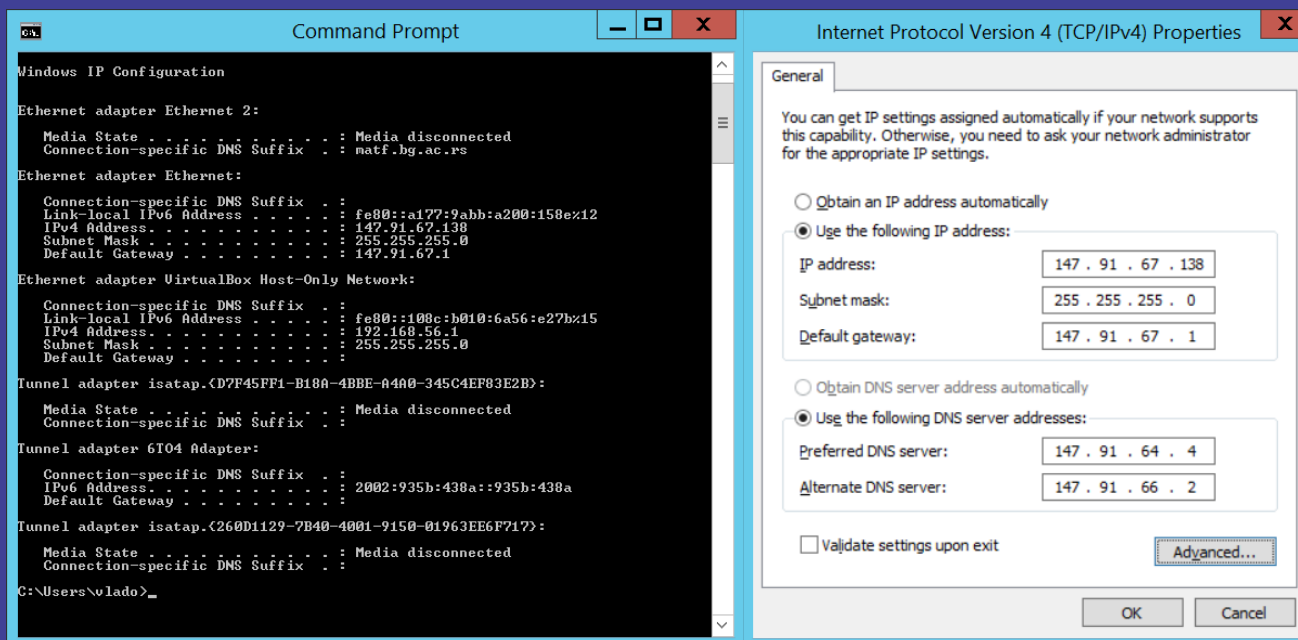 Command Prompt
Windows IP Configuration
Ethernet adapter Ethernet 2:
Media State . . . . . . . . . . . : Media disconnected
Connection-specific DNS Suffix  . : matf.bg.ac.rs
Ethernet adapter Ethernet:
Connection-specific DNS Suffix  . :
Link-local IPv6 Address . . . . . : fe80::a177:9abb:a200:158e%12
IPv4 Address. . . . . . . . . . . : 147.91.67.138
Subnet Mask . . . . . . . . . . . : 255.255.255.0
Default Gateway . . . . . . . . . : 147.91.67.1
Ethernet adapter VirtualBox Host-Only Network:
Connection-specific DNS Suffix  . :
Link-local IPv6 Address . . . . . : fe80::108c:b010:6a56:e27b%15
IPv4 Address. . . . . . . . . . . : 192.168.56.1
Subnet Mask . . . . . . . . . . . : 255.255.255.0
Default Gateway . . . . . . . . . :
Tunnel adapter isatap.{D7F45FF1-B18A-4BBE-A4A0-345C4EF83E2B}:
Media State . . . . . . . . . . . : Media disconnected
Connection-specific DNS Suffix  . :
Tunnel adapter 6TO4 Adapter:
Connection-specific DNS Suffix  . :
IPv6 Address. . . . . . . . . . . : 2002:935b:438a::935b:438a
Default Gateway . . . . . . . . . :
Tunnel adapter isatap.{260D1129-7B40-4001-9150-01963EE6F717}:
Media State . . . . . . . . . . . : Media disconnected
Connection-specific DNS Suffix  . :
C:\Users\vlado>_
Internet Protocol Version 4 (TCP/IPv4) Properties
General
You can get IP settings assigned automatically if your network supports
this capability. Otherwise, you need to ask your network administrator
for the appropriate IP settings.
Obtain an IP address automatically
Use the following IP address:
IP address: 147 . 91 . 67 . 138
Subnet mask: 255 . 255 . 255 . 0
Default gateway: 147 . 91 . 67 . 1
Obtain DNS server address automatically
Use the following DNS server addresses:
Preferred DNS server: 147 . 91 . 64 . 4
Alternate DNS server: 147 . 91 . 66 . 2
Validate settings upon exit
Advanced...
OK Cancel